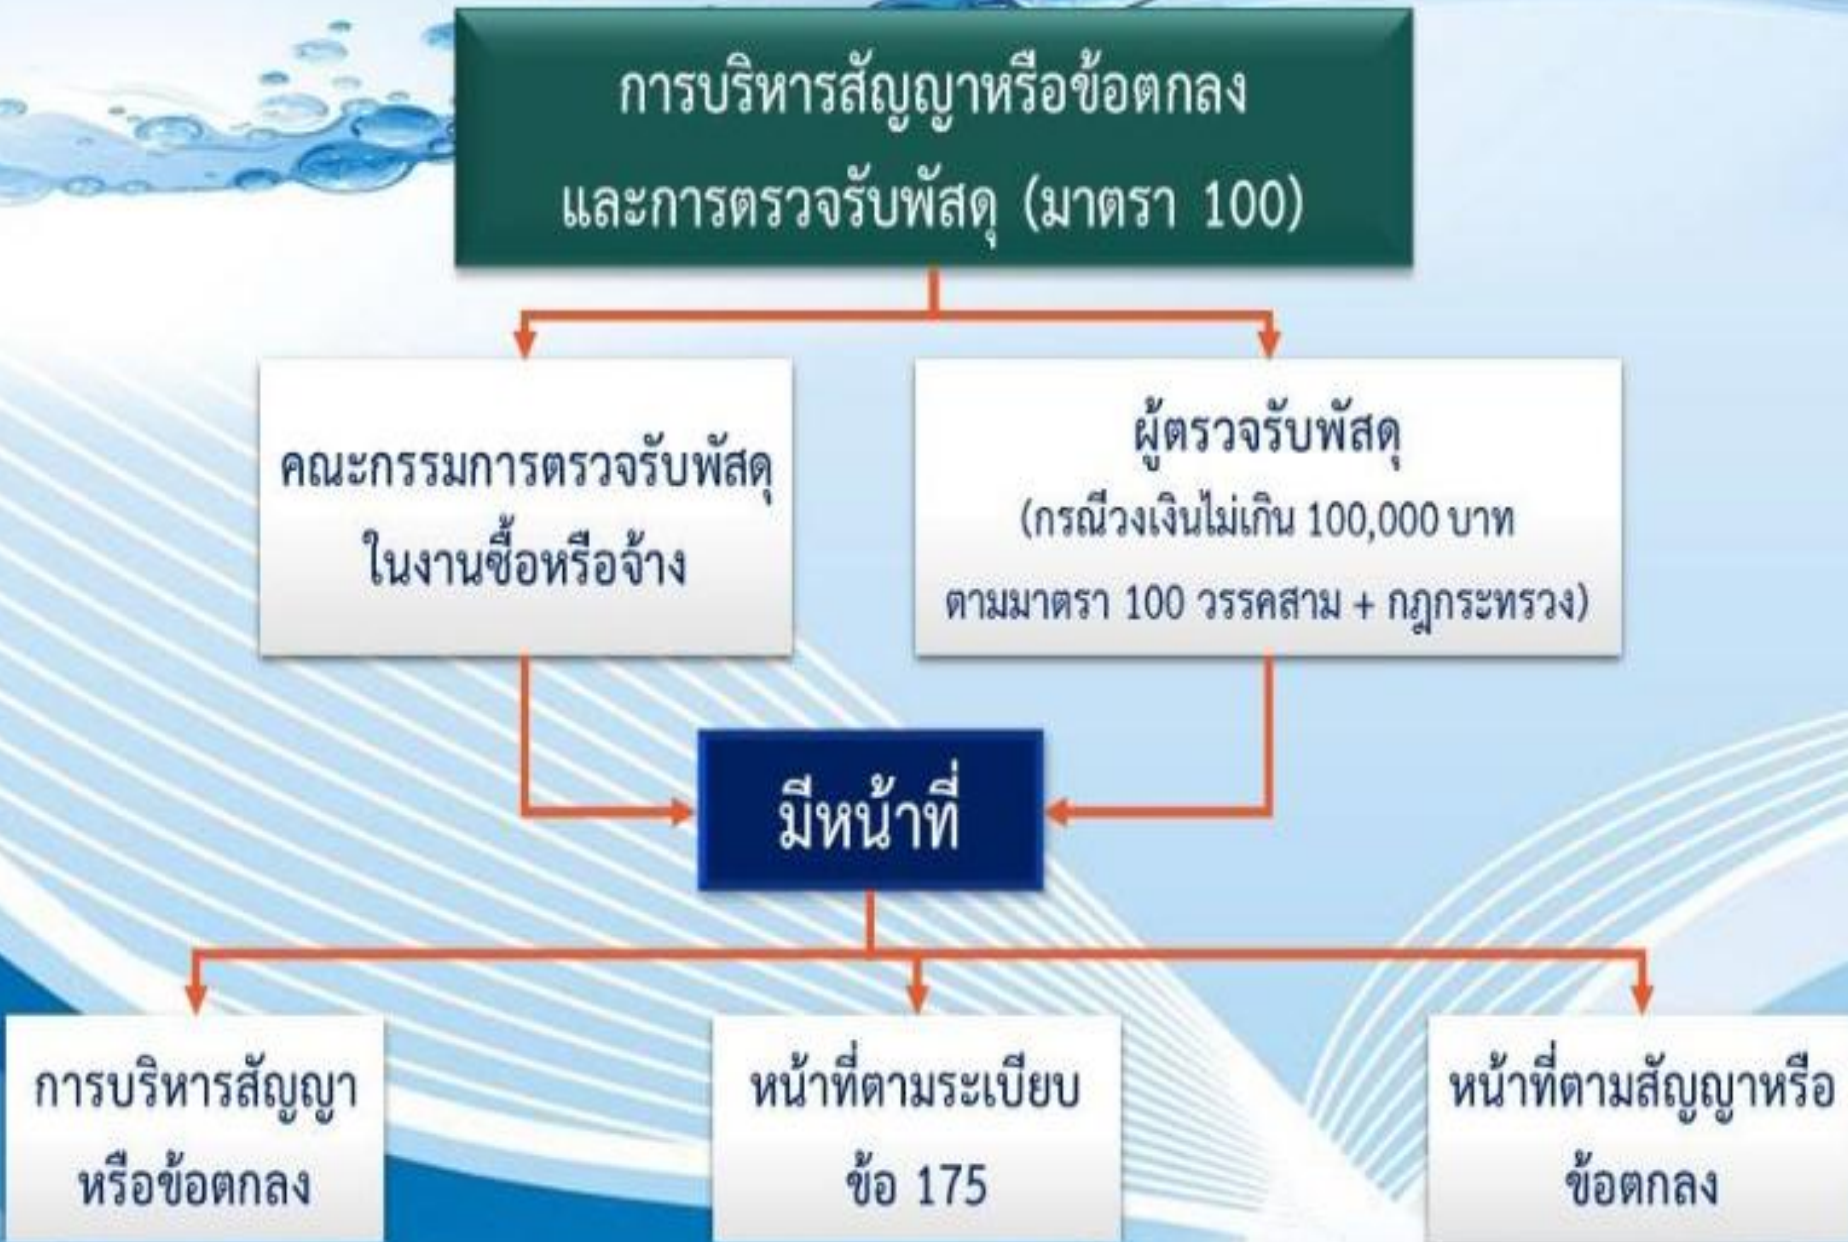 การบริหารสัญญาหรือข้อตกลง
และการตรวจรับพัสดุ (มาตรา 100)
คณะกรรมการตรวจรับพัสดุ
ในงานซื้อหรือจ้าง
ผู้ตรวจรับพัสดุ
(กรณีวงเงินไม่เกิน 100,000 บาท
ตามมาตรา 100 วรรคสาม + กฎกระทรวง)
มีหน้าที่
การบริหารสัญญา
หรือข้อตกลง
หน้าที่ตามระเบียบ
ข้อ 175
หน้าที่ตามสัญญาหรือ
ข้อตกลง